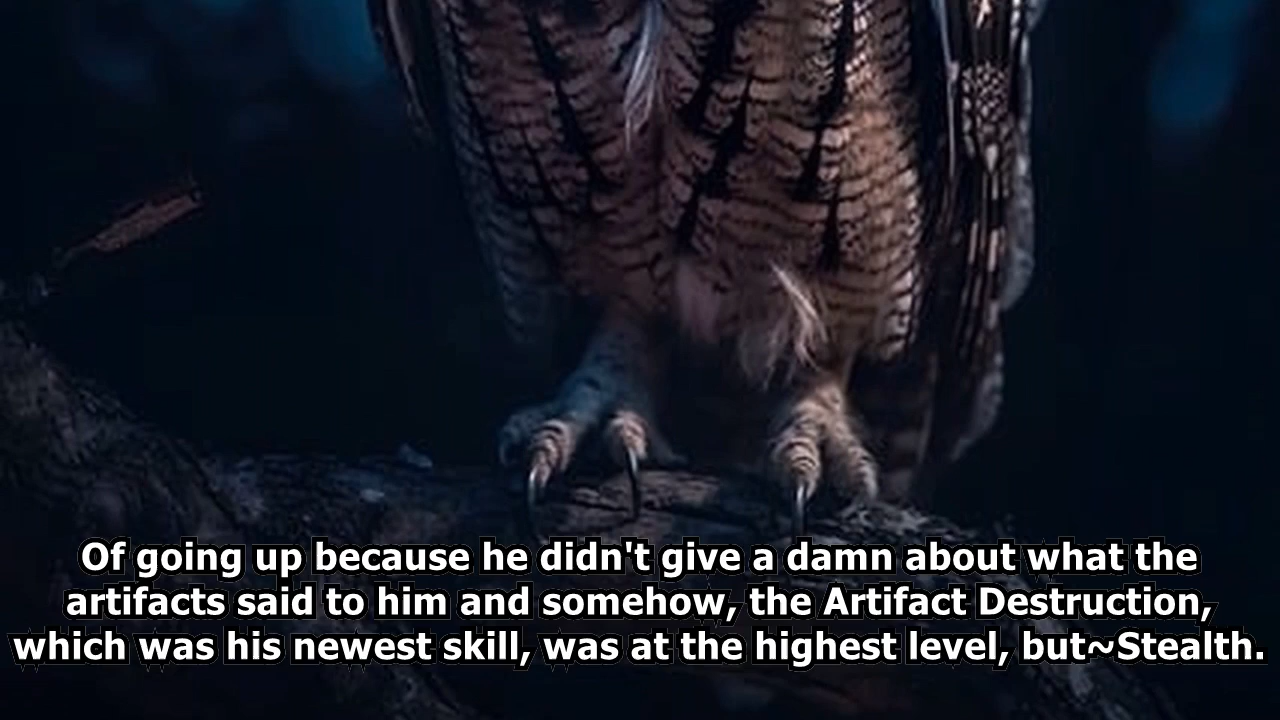 Of going up because he didn't give a damn about what the
artifacts said to him and somehow, the Artifact Destruction,
which was his newest skill, was at the highest level, but~Stealth.